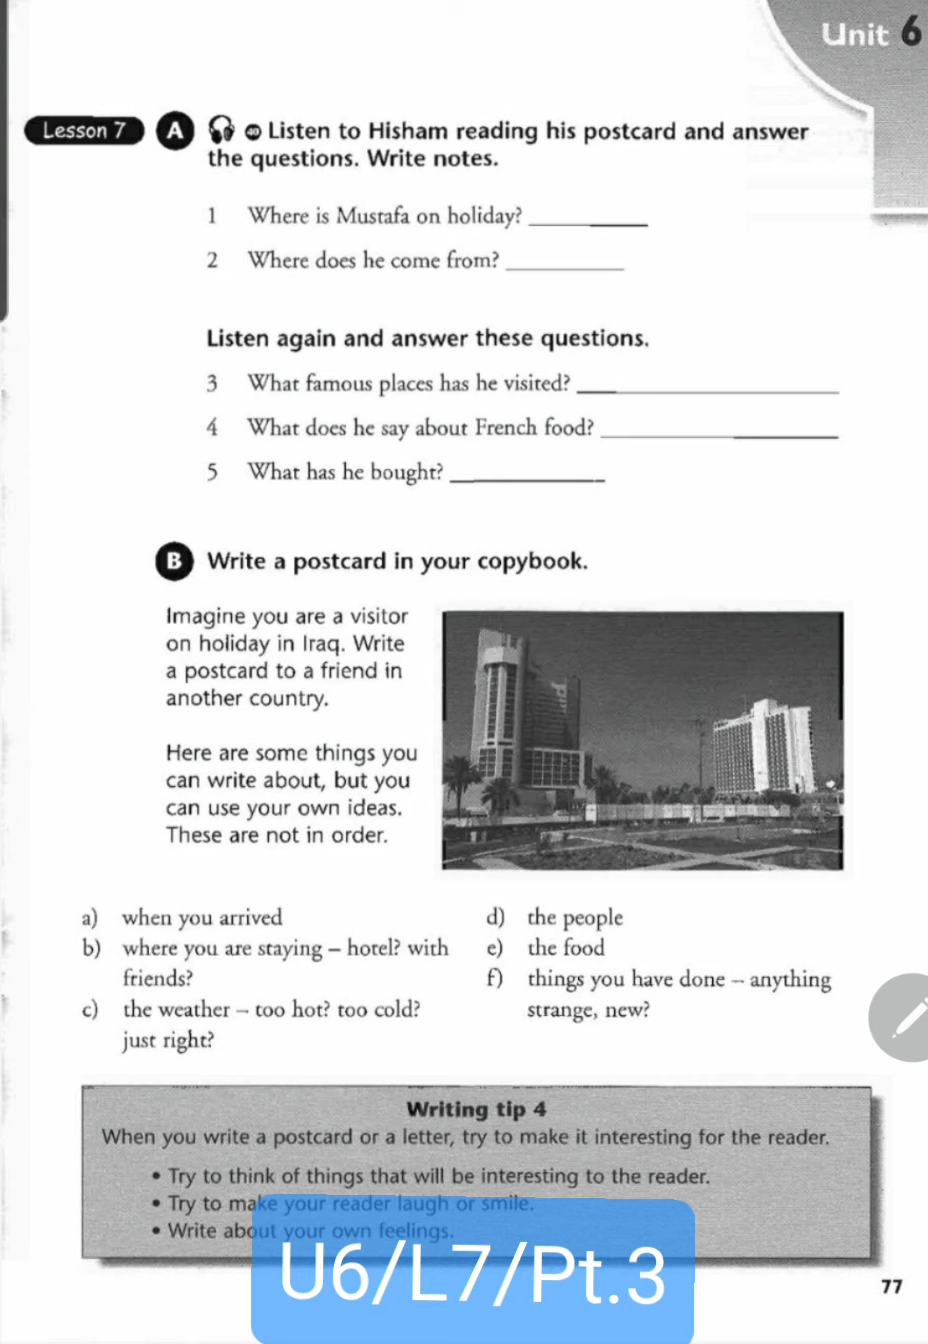 Unit 6
Lesson 7 A 40 Listen to Hisham reading his postcard and answer
the questions. Write notes.
1 Where is Mustafa on holiday?
2 Where does he come from?
Listen again and answer these questions.
3 What famous places has he visited?
4 What does he say about French food?
5 What has he bought?
B Write a postcard in your copybook.
Imagine you are a visitor
on holiday in Iraq. Write
a postcard to a friend in
another country.
Here are some things you
can write about, but you
can use your own ideas.
These are not in order.
a) when you arrived
b) where you are staying – hotel? with
friends?
c) the weather – too hot? too cold?
just right?
d) the people
e) the food
f) things you have done – anything
strange, new?
Writing tip 4
When you write a postcard or a letter, try to make it interesting for the reader.
• Try to think of things that will be interesting to the reader.
• Try to make your reader laugh or smile.
• Write about your own feelings.
U6/L7/Pt.3
77